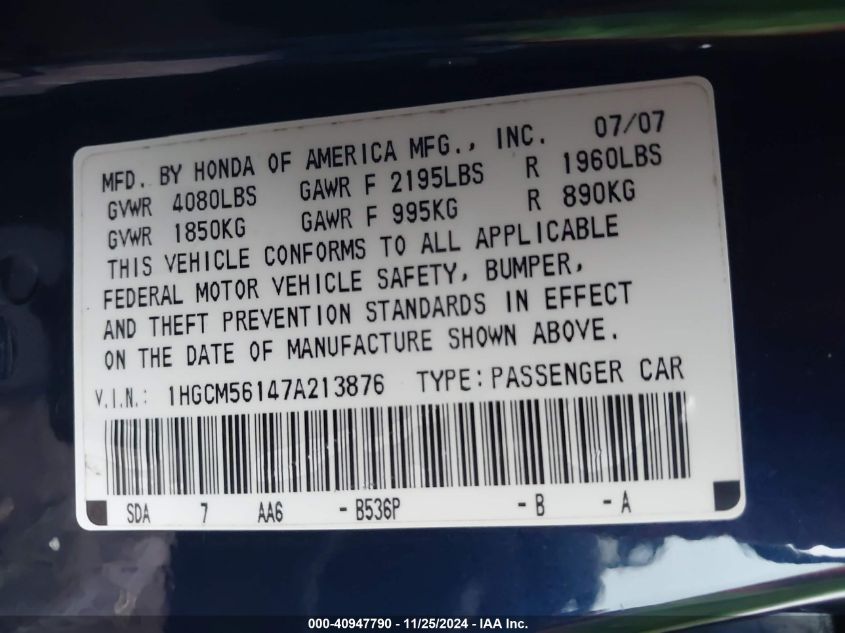 MFD. BY HONDA OF AMERICA MFG., INC. 07/07
GVWR 4080LBS GAWR F 2195LBS R 1960LBS
GVWR 1850KG GAWR F 995KG R 890KG
THIS VEHICLE CONFORMS TO ALL APPLICABLE
FEDERAL MOTOR VEHICLE SAFETY, BUMPER,
AND THEFT PREVENTION STANDARDS IN EFFECT
ON THE DATE OF MANUFACTURE SHOWN ABOVE.
V.I.N.: 1HGCM56147A213876 TYPE: PASSENGER CAR
SDA 7 AA6 - B536P - B - A
000-40947790 - 11/25/2024 - IAA Inc.